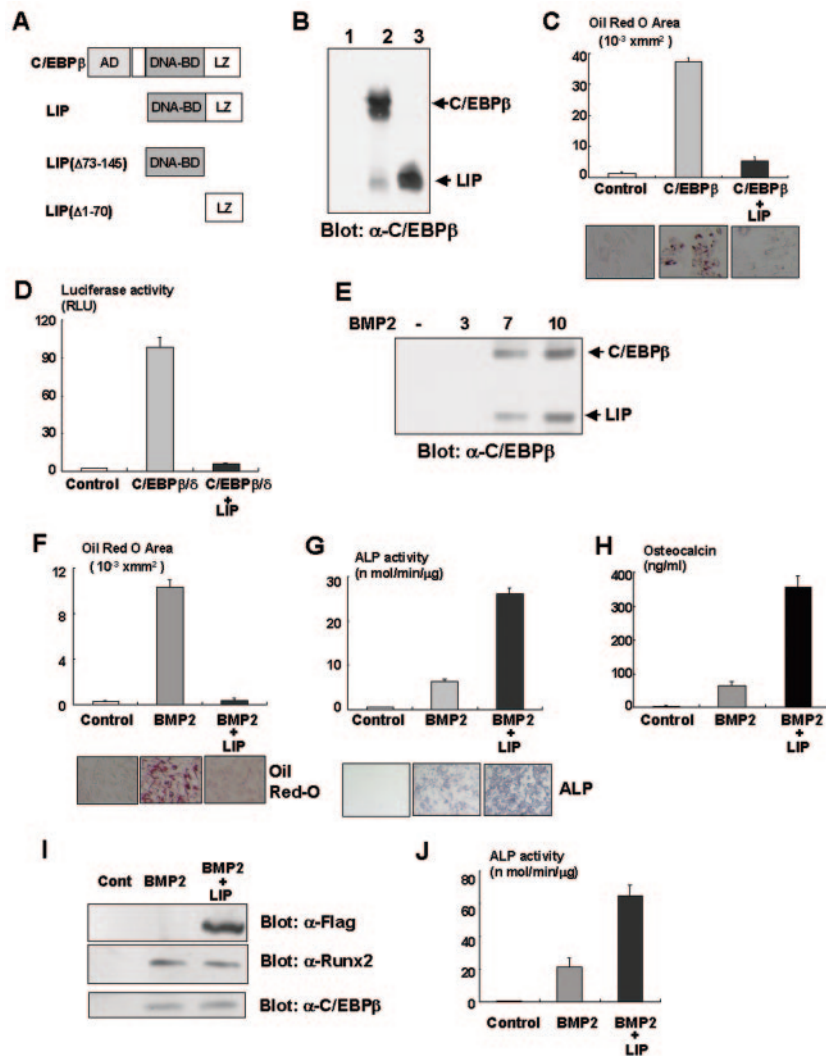 A
C/EBPβ AD DNA-BD LZ
LIP DNA-BD LZ
LIP(Δ73-145) DNA-BD
LIP(Δ1-70) LZ
B
1 2 3
C/EBPβ
LIP
Blot: α-C/EBPβ
C
Oil Red O Area
(10⁻³ xmm²)
40
30
20
10
0
Control C/EBPβ C/EBPβ
+
LIP
D
Luciferase activity
(RLU)
120
90
60
30
0
Control C/EBPβ/δ C/EBPβ/δ
+
LIP
E
BMP2 - 3 7 10
C/EBPβ
LIP
Blot: α-C/EBPβ
F
Oil Red O Area
(10⁻³ xmm²)
12
8
4
0
Control BMP2 BMP2
+
LIP
Oil
Red-O
G
ALP activity
(n mol/min/μg)
30
20
10
0
Control BMP2 BMP2
+
LIP
ALP
H
Osteocalcin
(ng/ml)
400
300
200
100
0
Control BMP2 BMP2
+
LIP
I
Cont BMP2 BMP2
+
LIP
Blot: α-Flag
Blot: α-Runx2
Blot: α-C/EBPβ
J
ALP activity
(n mol/min/μg)
80
60
40
20
0
Control BMP2 BMP2
+
LIP